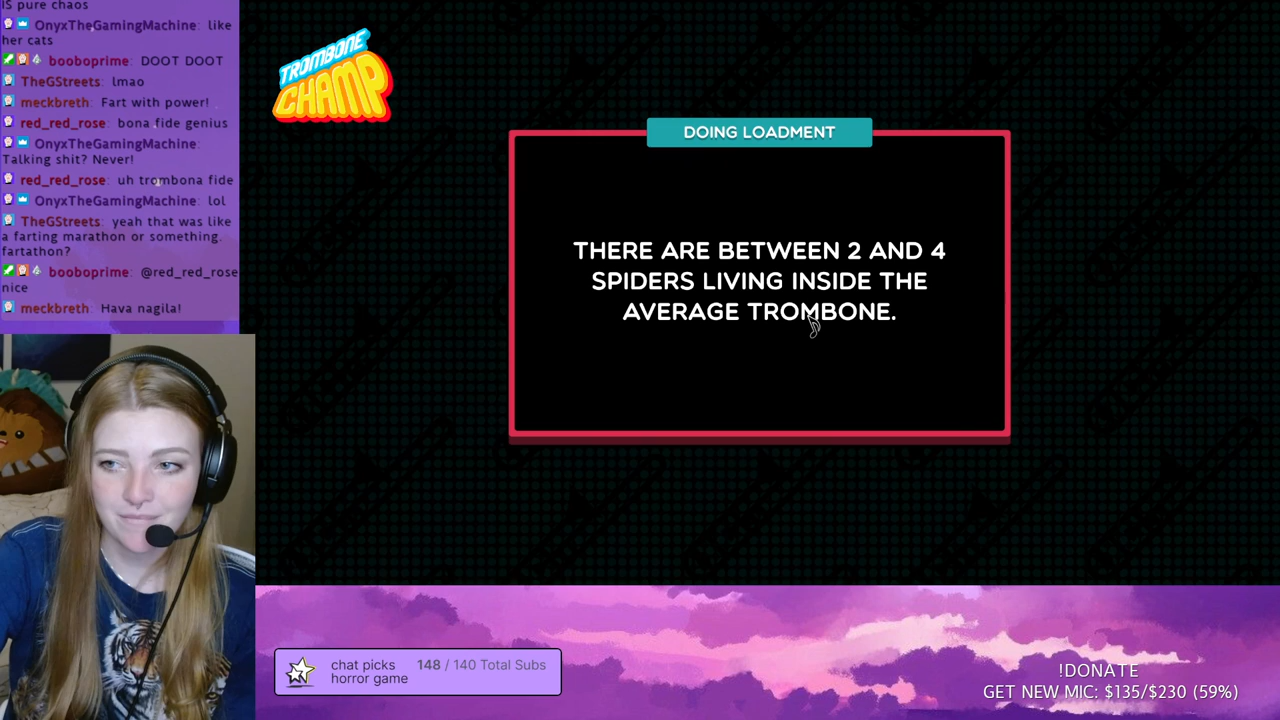 IS pure chaos
OnyxTheGamingMachine: like
her cats
booboprime: DOOT DOOT
TheGStreets: lmao
meckbreth: Fart with power!
red_red_rose: bona fide genius
OnyxTheGamingMachine:
Talking shit? Never!
red_red_rose: uh trombona fide
OnyxTheGamingMachine: lol
TheGStreets: yeah that was like
a farting marathon or something.
fartathon?
booboprime: @red_red_rose
nice
meckbreth: Hava nagila!
TROMBONE
CHAMP
DOING LOADMENT
THERE ARE BETWEEN 2 AND 4
SPIDERS LIVING INSIDE THE
AVERAGE TROMBONE.
chat picks 148 / 140 Total Subs
horror game
!DONATE
GET NEW MIC: $135/$230 (59%)